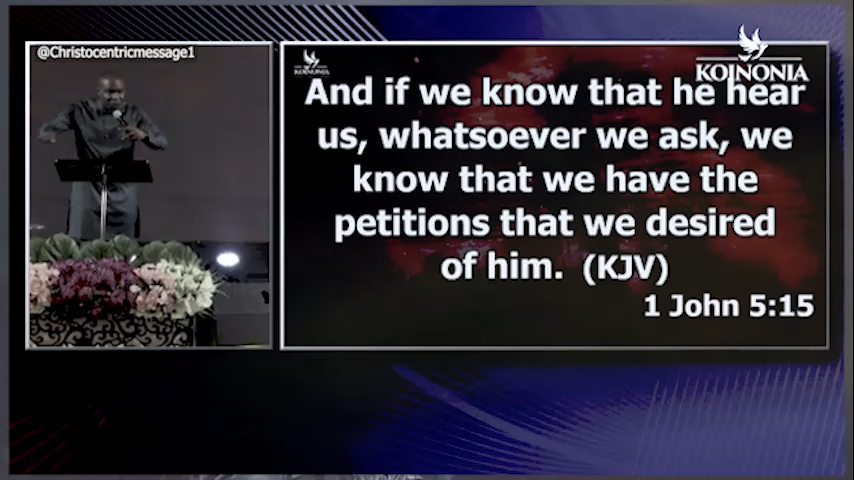 @Christocentricmessage1
KOINONIA
KOINONIA
And if we know that he hear
us, whatsoever we ask, we
know that we have the
petitions that we desired
of him. (KJV)
1 John 5:15